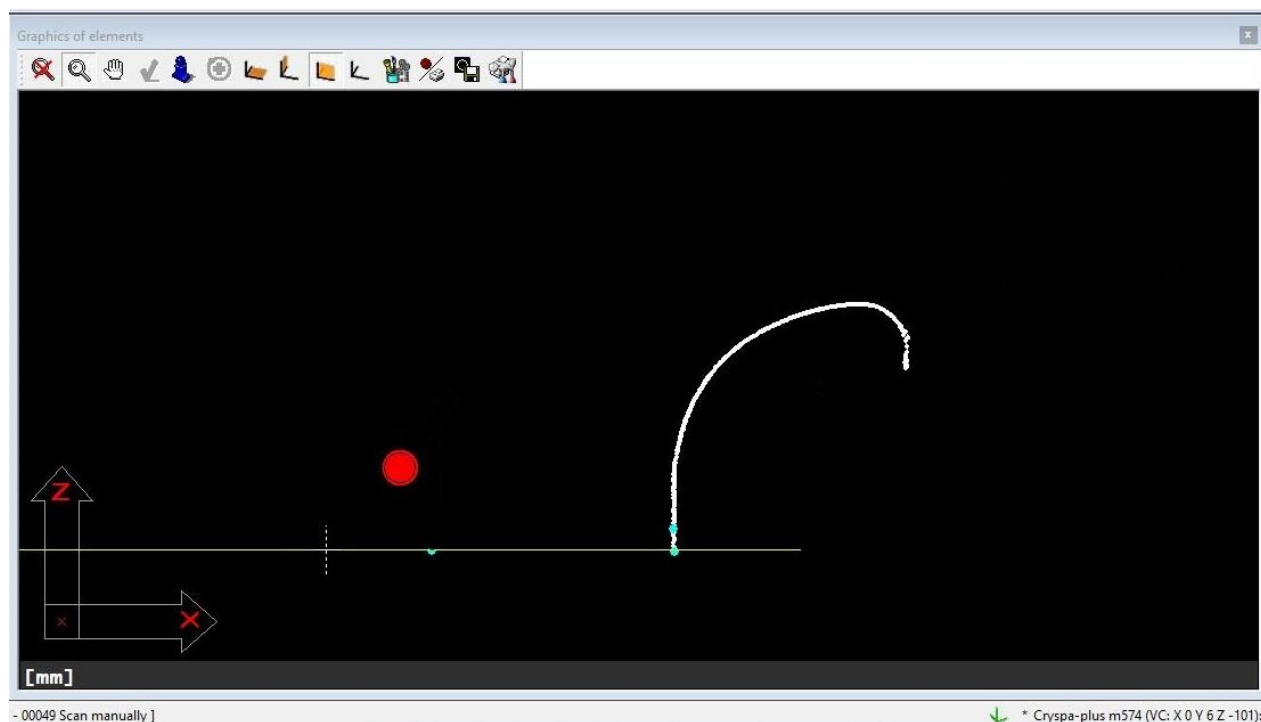 Graphics of elements
Z
X
x
[mm]
- 00049 Scan manually ]
* Cryspa-plus m574 (VC: X 0 Y 6 Z -101):